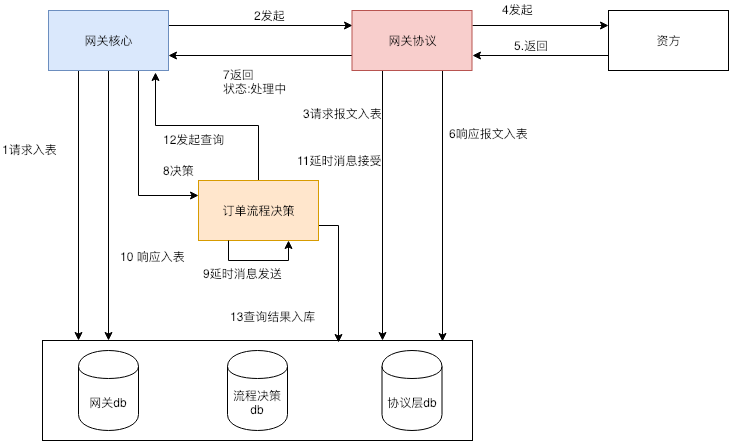 网关核心
2发起
网关协议
4发起
资方
5.返回
7返回
状态:处理中
3请求报文入表
6响应报文入表
12发起查询
1请求入表
11延时消息接受
8决策
订单流程决策
10 响应入表
9延时消息发送
13查询结果入库
网关db
流程决策
db
协议层db